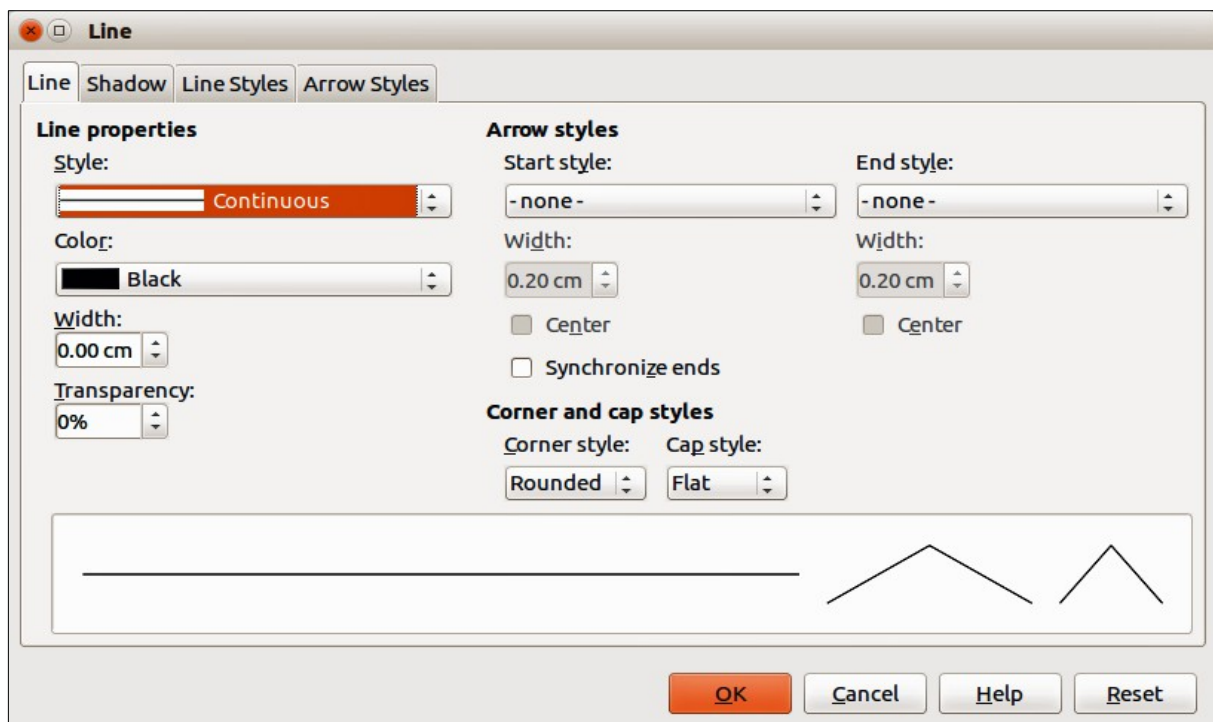 Line
Line Shadow Line Styles Arrow Styles
Line properties
Style:
Continuous
Color:
Black
Width:
0.00 cm
Transparency:
0%
Arrow styles
Start style:
- none -
Width:
0.20 cm
Center
Synchronize ends
End style:
- none -
Width:
0.20 cm
Center
Corner and cap styles
Corner style: Cap style:
Rounded Flat
OK Cancel Help Reset